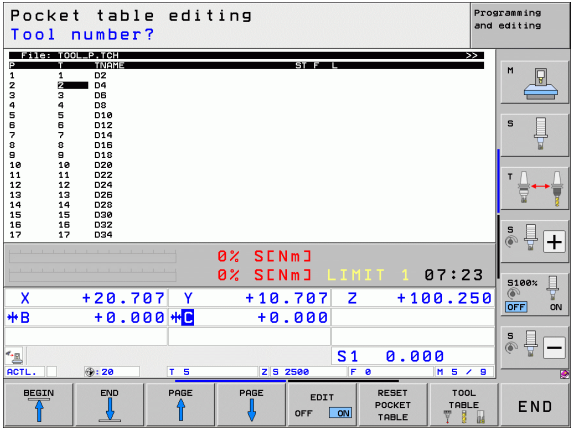 Pocket table editing
Tool number?
Programming
and editing
File: TOOL_P.TCH >>
P T TNAME ST F L
1 1 D2
2 2 D4
3 3 D6
4 4 D8
5 5 D10
6 6 D12
7 7 D14
8 8 D16
9 9 D18
10 10 D20
11 11 D22
12 12 D24
13 13 D26
14 14 D28
15 15 D30
16 16 D32
17 17 D34
0% S[Nm]
0% S[Nm] LIMIT 1 07:23
X +20.707 Y +10.707 Z +100.250
B +0.000 C +0.000
S1 0.000
ACTL. : 20 T 5 Z S 2500 F 0 M 5 / 9
M
S
T
S
S100%
OFF ON
S
BEGIN
END
PAGE
PAGE
EDIT
OFF ON
RESET
POCKET
TABLE
TOOL
TABLE
END